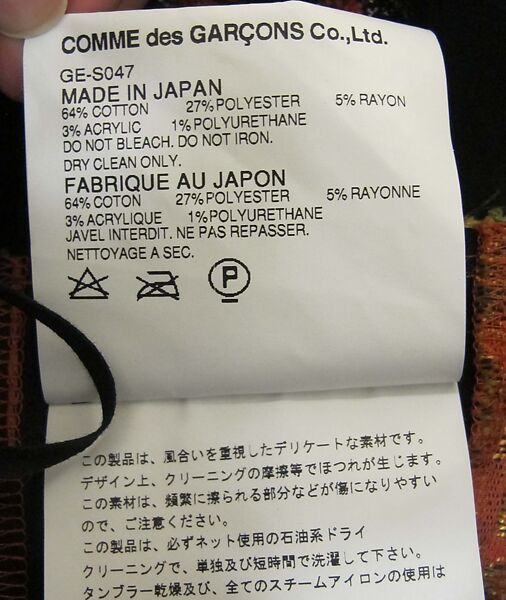 COMME des GARÇONS Co.,Ltd.
GE-S047
MADE IN JAPAN
64% COTTON 27% POLYESTER 5% RAYON
3% ACRYLIC 1% POLYURETHANE
DO NOT BLEACH. DO NOT IRON.
DRY CLEAN ONLY.
FABRIQUE AU JAPON
64% COTON 27% POLYESTER 5% RAYONNE
3% ACRYLIQUE 1% POLYURETHANE
JAVEL INTERDIT. NE PAS REPASSER.
NETTOYAGE A SEC.
P
この製品は、風合いを重視したデリケートな素材です。
デザイン上、クリーニングの摩擦等でほつれが生じます。
この素材は、頻繁に擦られる部分などが傷になりやすい
ので、ご注意ください。
この製品は、必ずネット使用の石油系ドライ
クリーニングで、単独及び短時間で洗濯して下さい。
タンブラー乾燥及び、全てのスチームアイロンの使用は